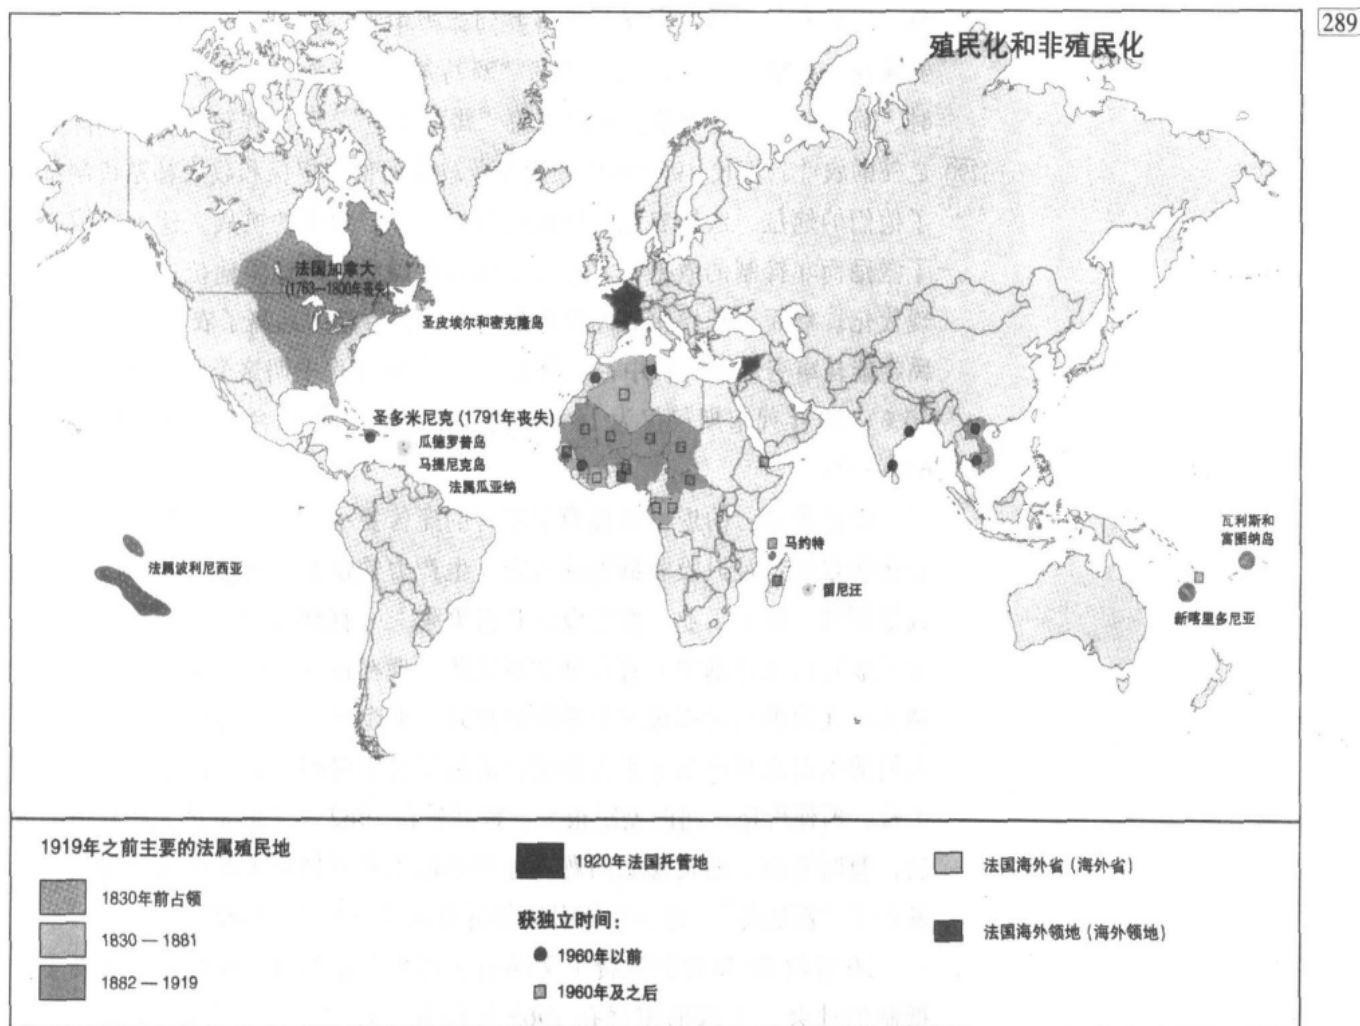 289
殖民化和非殖民化
法国加拿大
(1763—1800年丧失)
圣皮埃尔和密克隆岛
圣多米尼克 (1791年丧失)
瓜德罗普岛
马提尼克岛
法属瓜亚纳
法属波利尼西亚
马约特
留尼汪
瓦利斯和
富图纳岛
新喀里多尼亚
1919年之前主要的法属殖民地
1830年前占领
1830 — 1881
1882 — 1919
1920年法国托管地
获独立时间：
1960年以前
1960年及之后
法国海外省 (海外省)
法国海外领地 (海外领地)